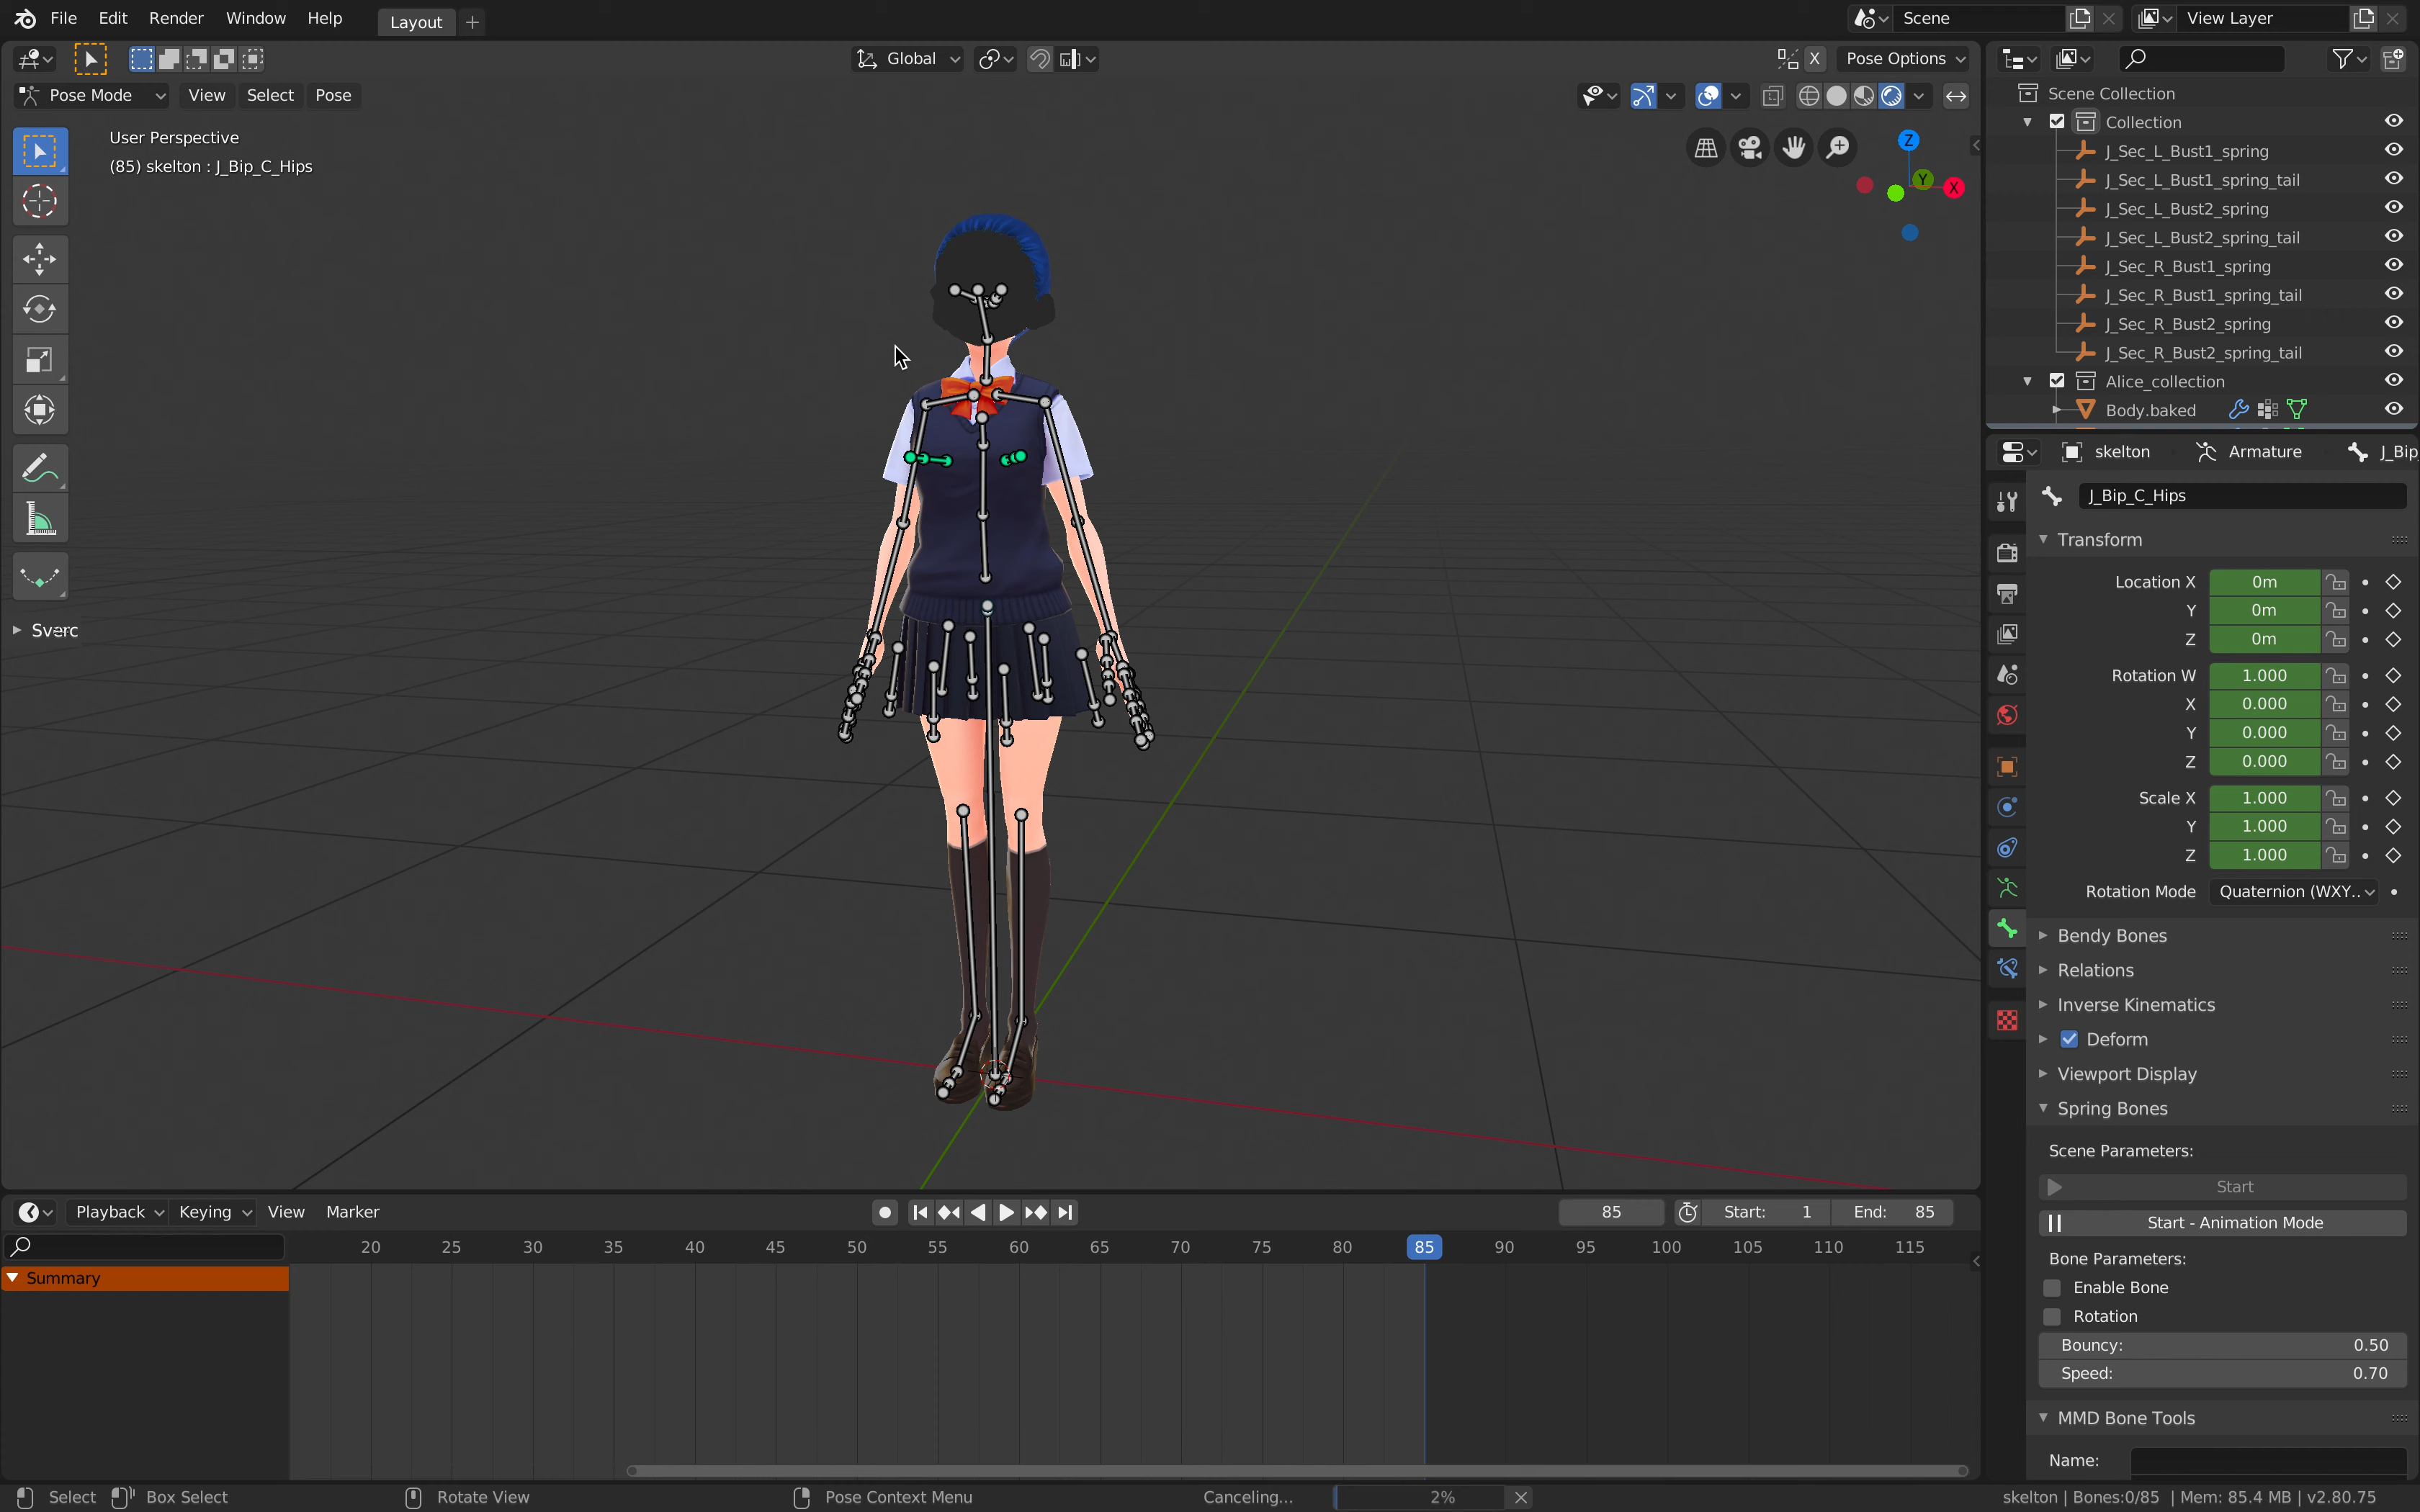 File Edit Render Window Help Layout + Scene View Layer
Global X Pose Options
Pose Mode View Select Pose
User Perspective
(85) skelton : J_Bip_C_Hips
Z
Y
X
Scene Collection
Collection
J_Sec_L_Bust1_spring
J_Sec_L_Bust1_spring_tail
J_Sec_L_Bust2_spring
J_Sec_L_Bust2_spring_tail
J_Sec_R_Bust1_spring
J_Sec_R_Bust1_spring_tail
J_Sec_R_Bust2_spring
J_Sec_R_Bust2_spring_tail
Alice_collection
Body.baked
skelton Armature J_Bip
J_Bip_C_Hips
Transform
Location X 0m
Y 0m
Z 0m
Rotation W 1.000
X 0.000
Y 0.000
Z 0.000
Scale X 1.000
Y 1.000
Z 1.000
Rotation Mode Quaternion (WXY..
Bendy Bones
Relations
Inverse Kinematics
Deform
Viewport Display
Spring Bones
Scene Parameters:
Start
Start - Animation Mode
Bone Parameters:
Enable Bone
Rotation
Bouncy: 0.50
Speed: 0.70
MMD Bone Tools
Name:
Playback Keying View Marker 85 Start: 1 End: 85
20 25 30 35 40 45 50 55 60 65 70 75 80 85 90 95 100 105 110 115
Summary
Select Box Select Rotate View Pose Context Menu Canceling... 2% skelton | Bones:0/85 | Mem: 85.4 MB | v2.80.75